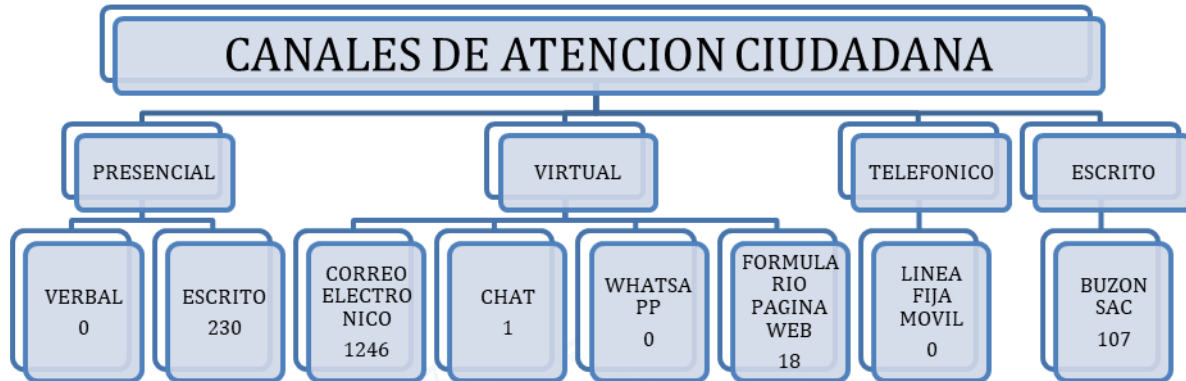 CANALES DE ATENCION CIUDADANA
PRESENCIAL
VIRTUAL
TELEFONICO
ESCRITO
VERBAL
0
ESCRITO
230
CORREO
ELECTRO
NICO
1246
CHAT
1
WHATSA
PP
0
FORMULA
RIO
PAGINA
WEB
18
LINEA
FIJA
MOVIL
0
BUZON
SAC
107